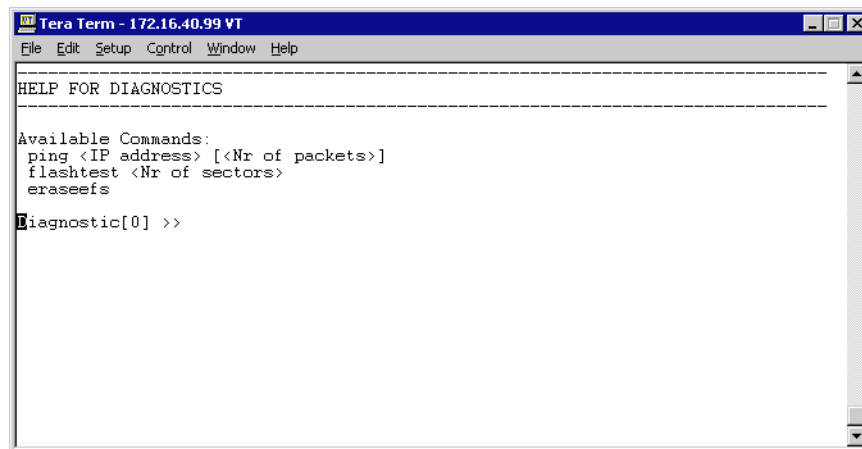 Tera Term - 172.16.40.99 VT
File Edit Setup Control Window Help
--------------------------------------------------------------------------------
HELP FOR DIAGNOSTICS
--------------------------------------------------------------------------------
Available Commands:
ping <IP address> [<Nr of packets>]
flashtest <Nr of sectors>
eraseefs
Diagnostic[0] >>